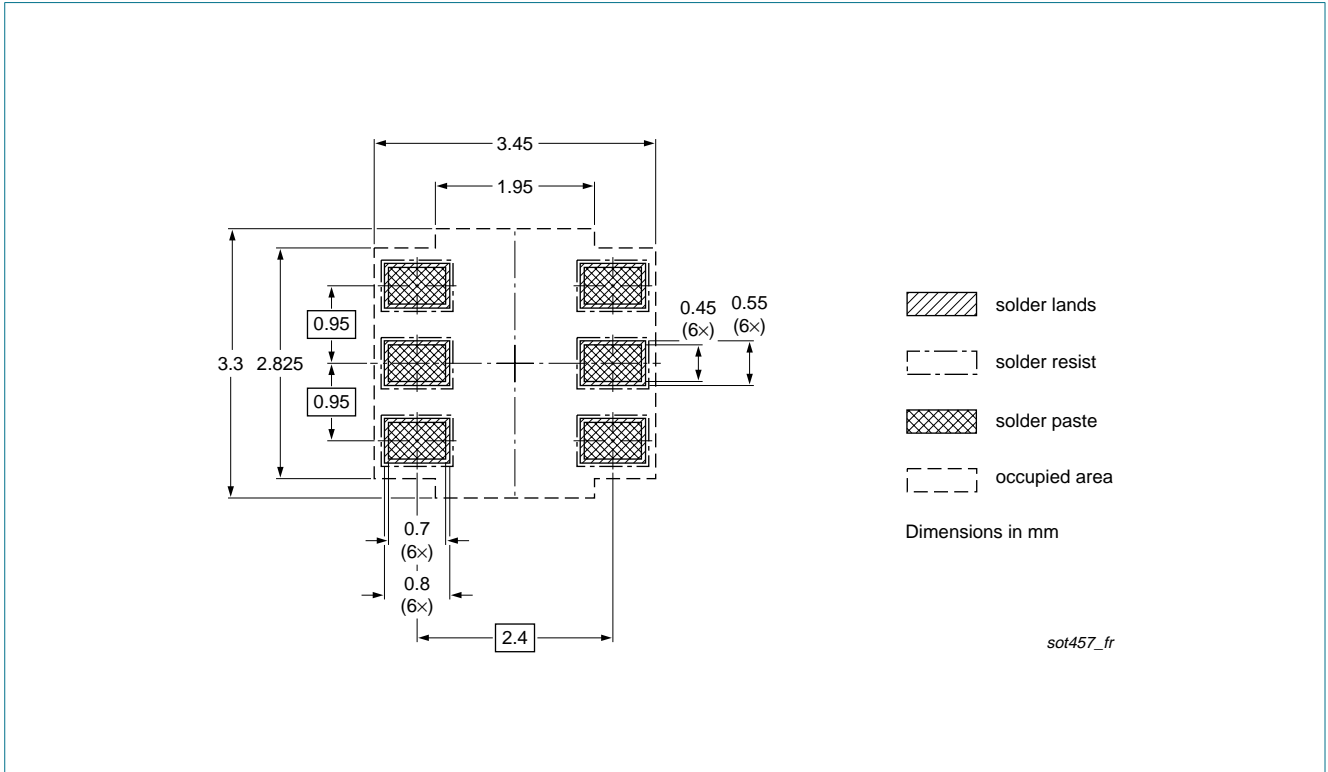 3.45
1.95
0.95
3.3
2.825
0.95
0.45
(6×)
0.55
(6×)
0.7
(6×)
0.8
(6×)
2.4
solder lands
solder resist
solder paste
occupied area
Dimensions in mm
sot457_fr